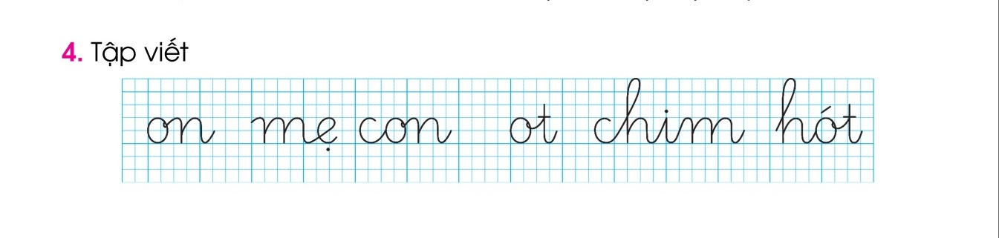 4. Tập viết
on mẹ con ot chim hót